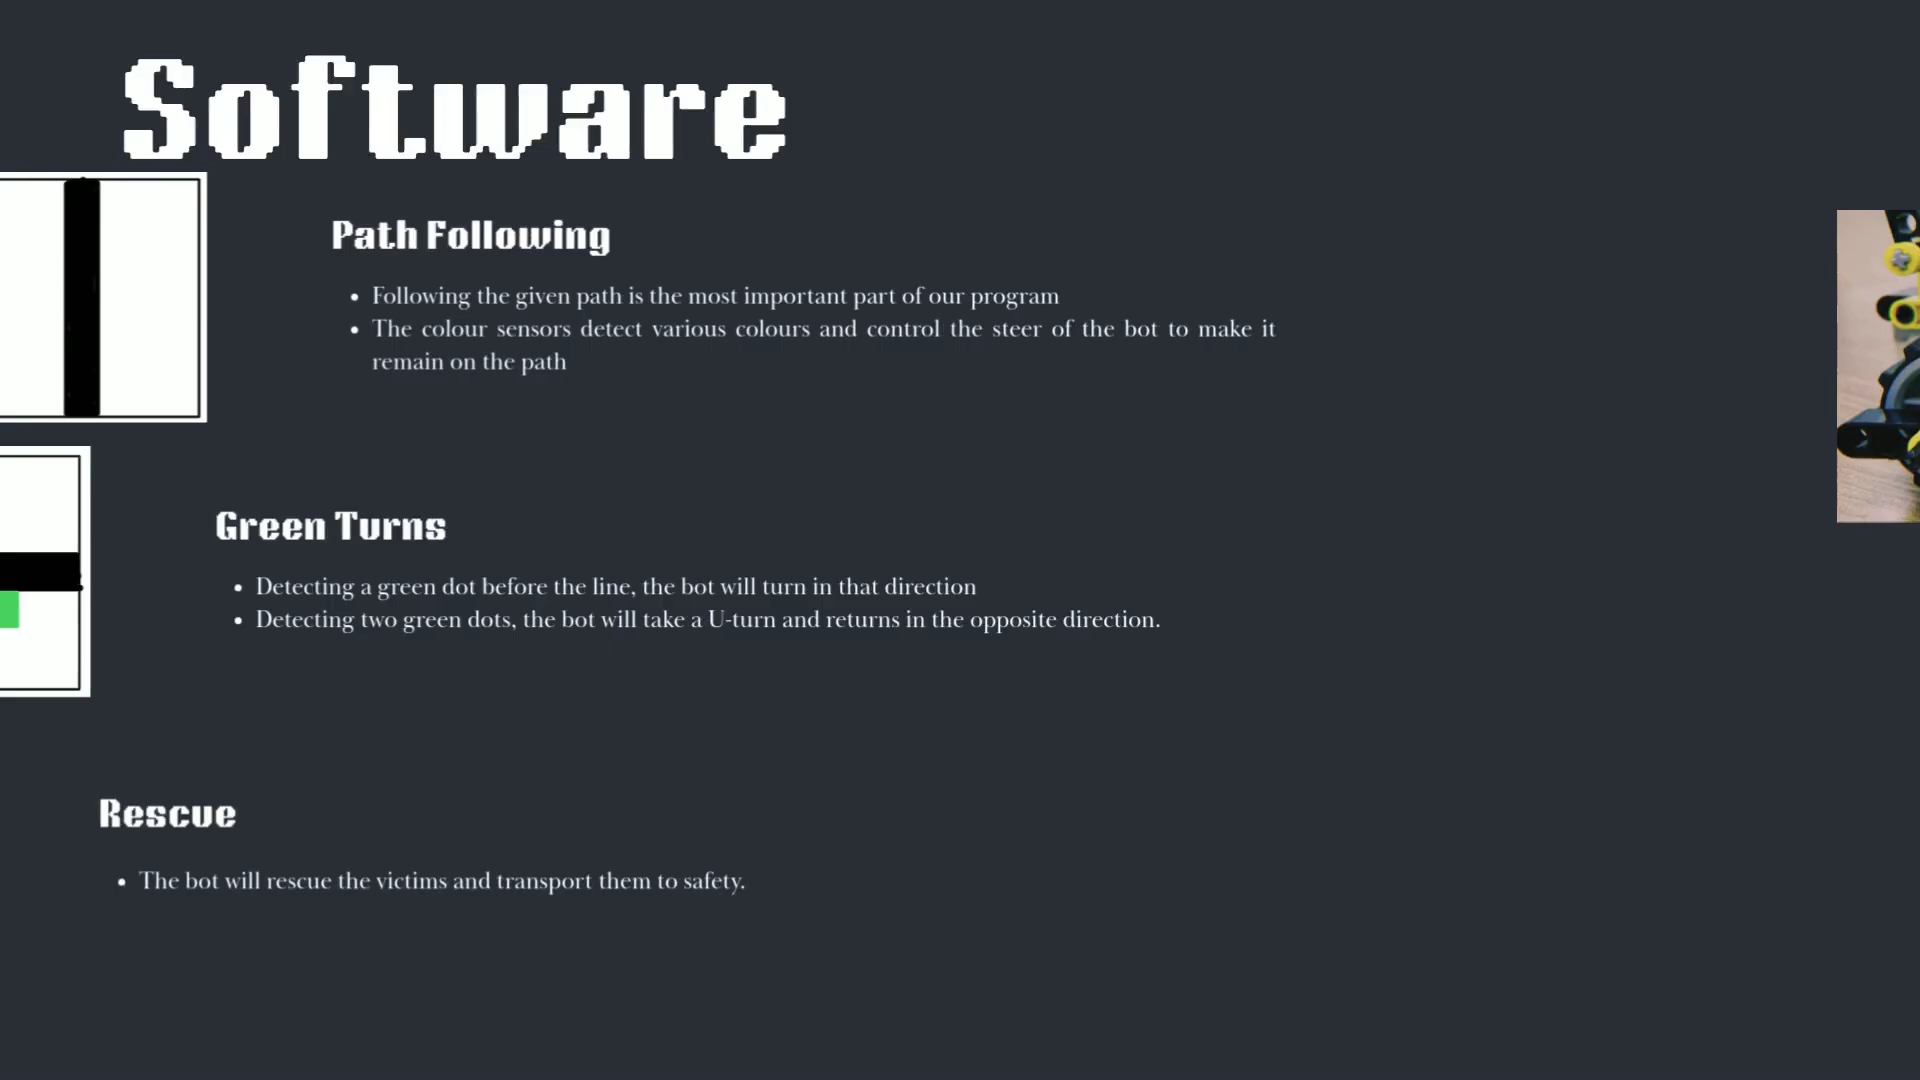 Software
Path Following
• Following the given path is the most important part of our program
• The colour sensors detect various colours and control the steer of the bot to make it
remain on the path
Green Turns
• Detecting a green dot before the line, the bot will turn in that direction
• Detecting two green dots, the bot will take a U-turn and returns in the opposite direction.
Rescue
• The bot will rescue the victims and transport them to safety.